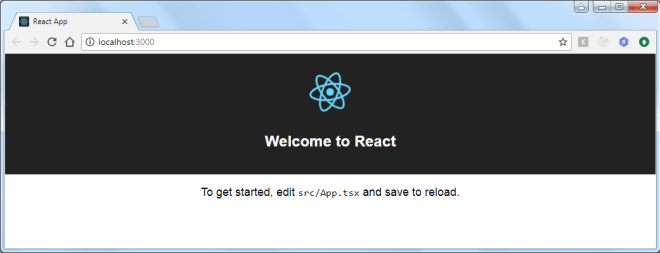 React App
localhost:3000
Welcome to React
To get started, edit src/App.tsx and save to reload.